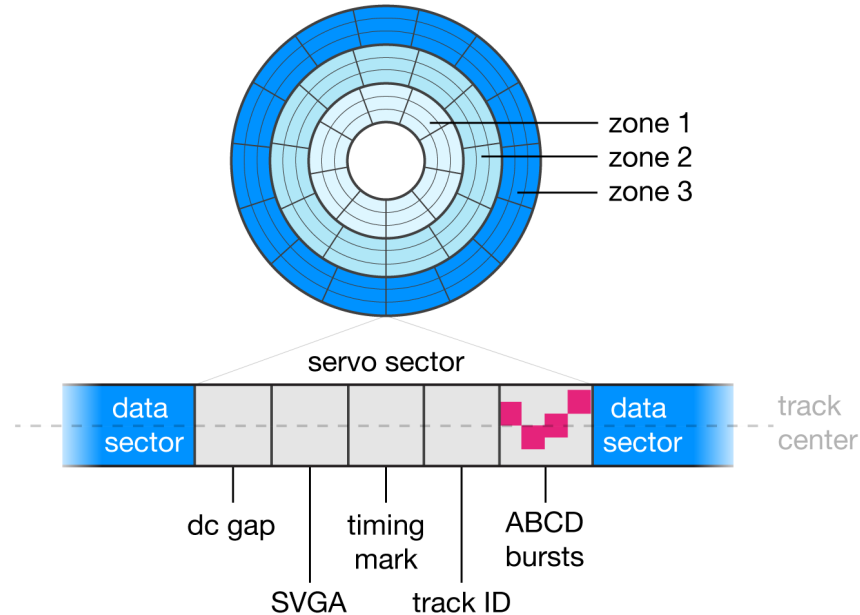 zone 1
zone 2
zone 3
servo sector
data
sector
data
sector
track
center
dc gap
timing
mark
ABCD
bursts
SVGA
track ID